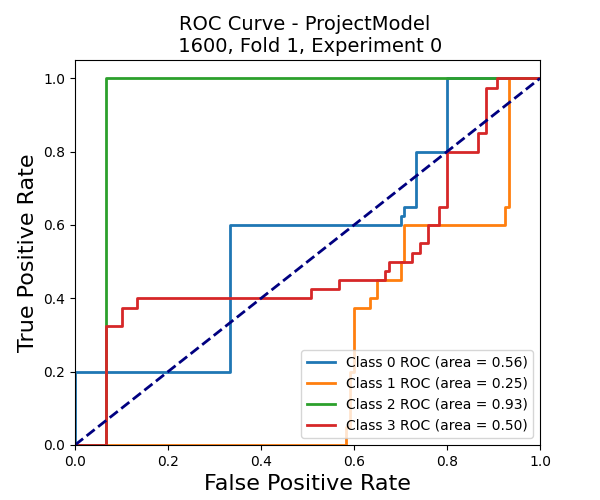 ROC Curve - ProjectModel
1600, Fold 1, Experiment 0
True Positive Rate
1.0
0.8
0.6
0.4
0.2
0.0
Class 0 ROC (area = 0.56)
Class 1 ROC (area = 0.25)
Class 2 ROC (area = 0.93)
Class 3 ROC (area = 0.50)
0.0 0.2 0.4 0.6 0.8 1.0
False Positive Rate